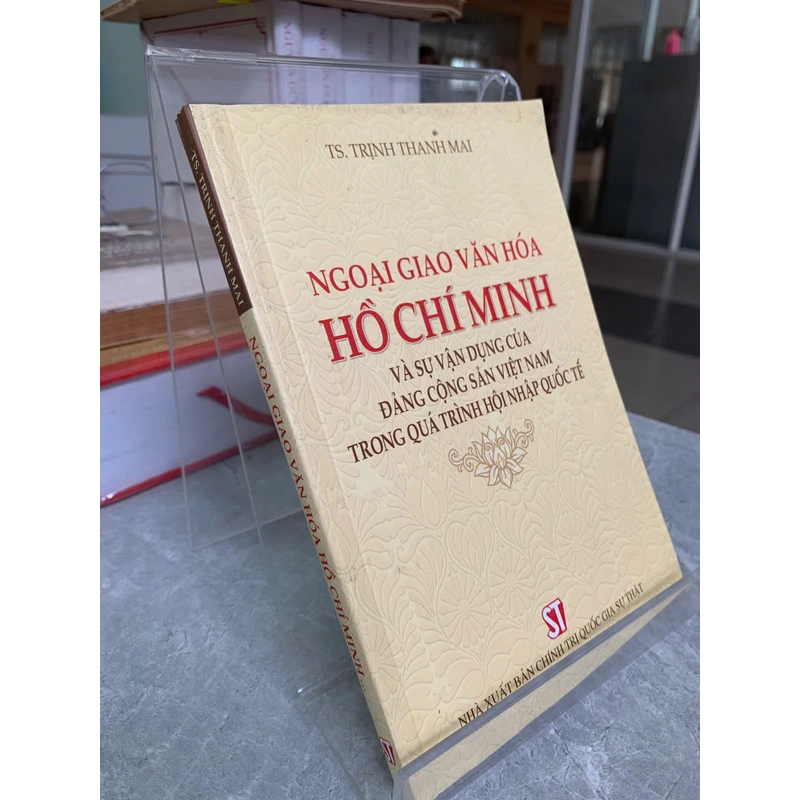 TS. TRỊNH THANH MAI
NGOẠI GIAO VĂN HÓA
HỒ CHÍ MINH
VÀ SỰ VẬN DỤNG CỦA
ĐẢNG CỘNG SẢN VIỆT NAM
TRONG QUÁ TRÌNH HỘI NHẬP QUỐC TẾ
ST
NHÀ XUẤT BẢN CHÍNH TRỊ QUỐC GIA SỰ THẬT
TS. TRỊNH THANH MAI
NGOẠI GIAO VĂN HÓA HỒ CHÍ MINH
ST